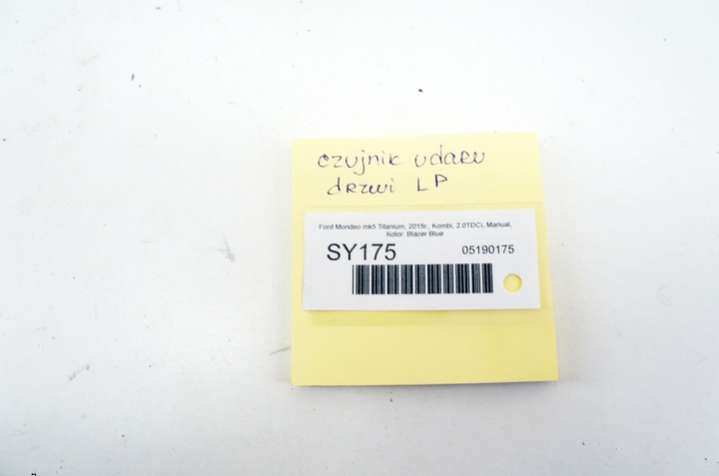 czujnik udaru
drzwi LP
Ford Mondeo mk5 Titanium, 2015r., Kombi, 2.0TDCi, Manual,
Kolor: Blazer Blue
SY175
05190175